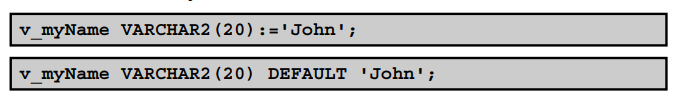 v_myName VARCHAR2(20):='John';
v_myName VARCHAR2(20) DEFAULT 'John';